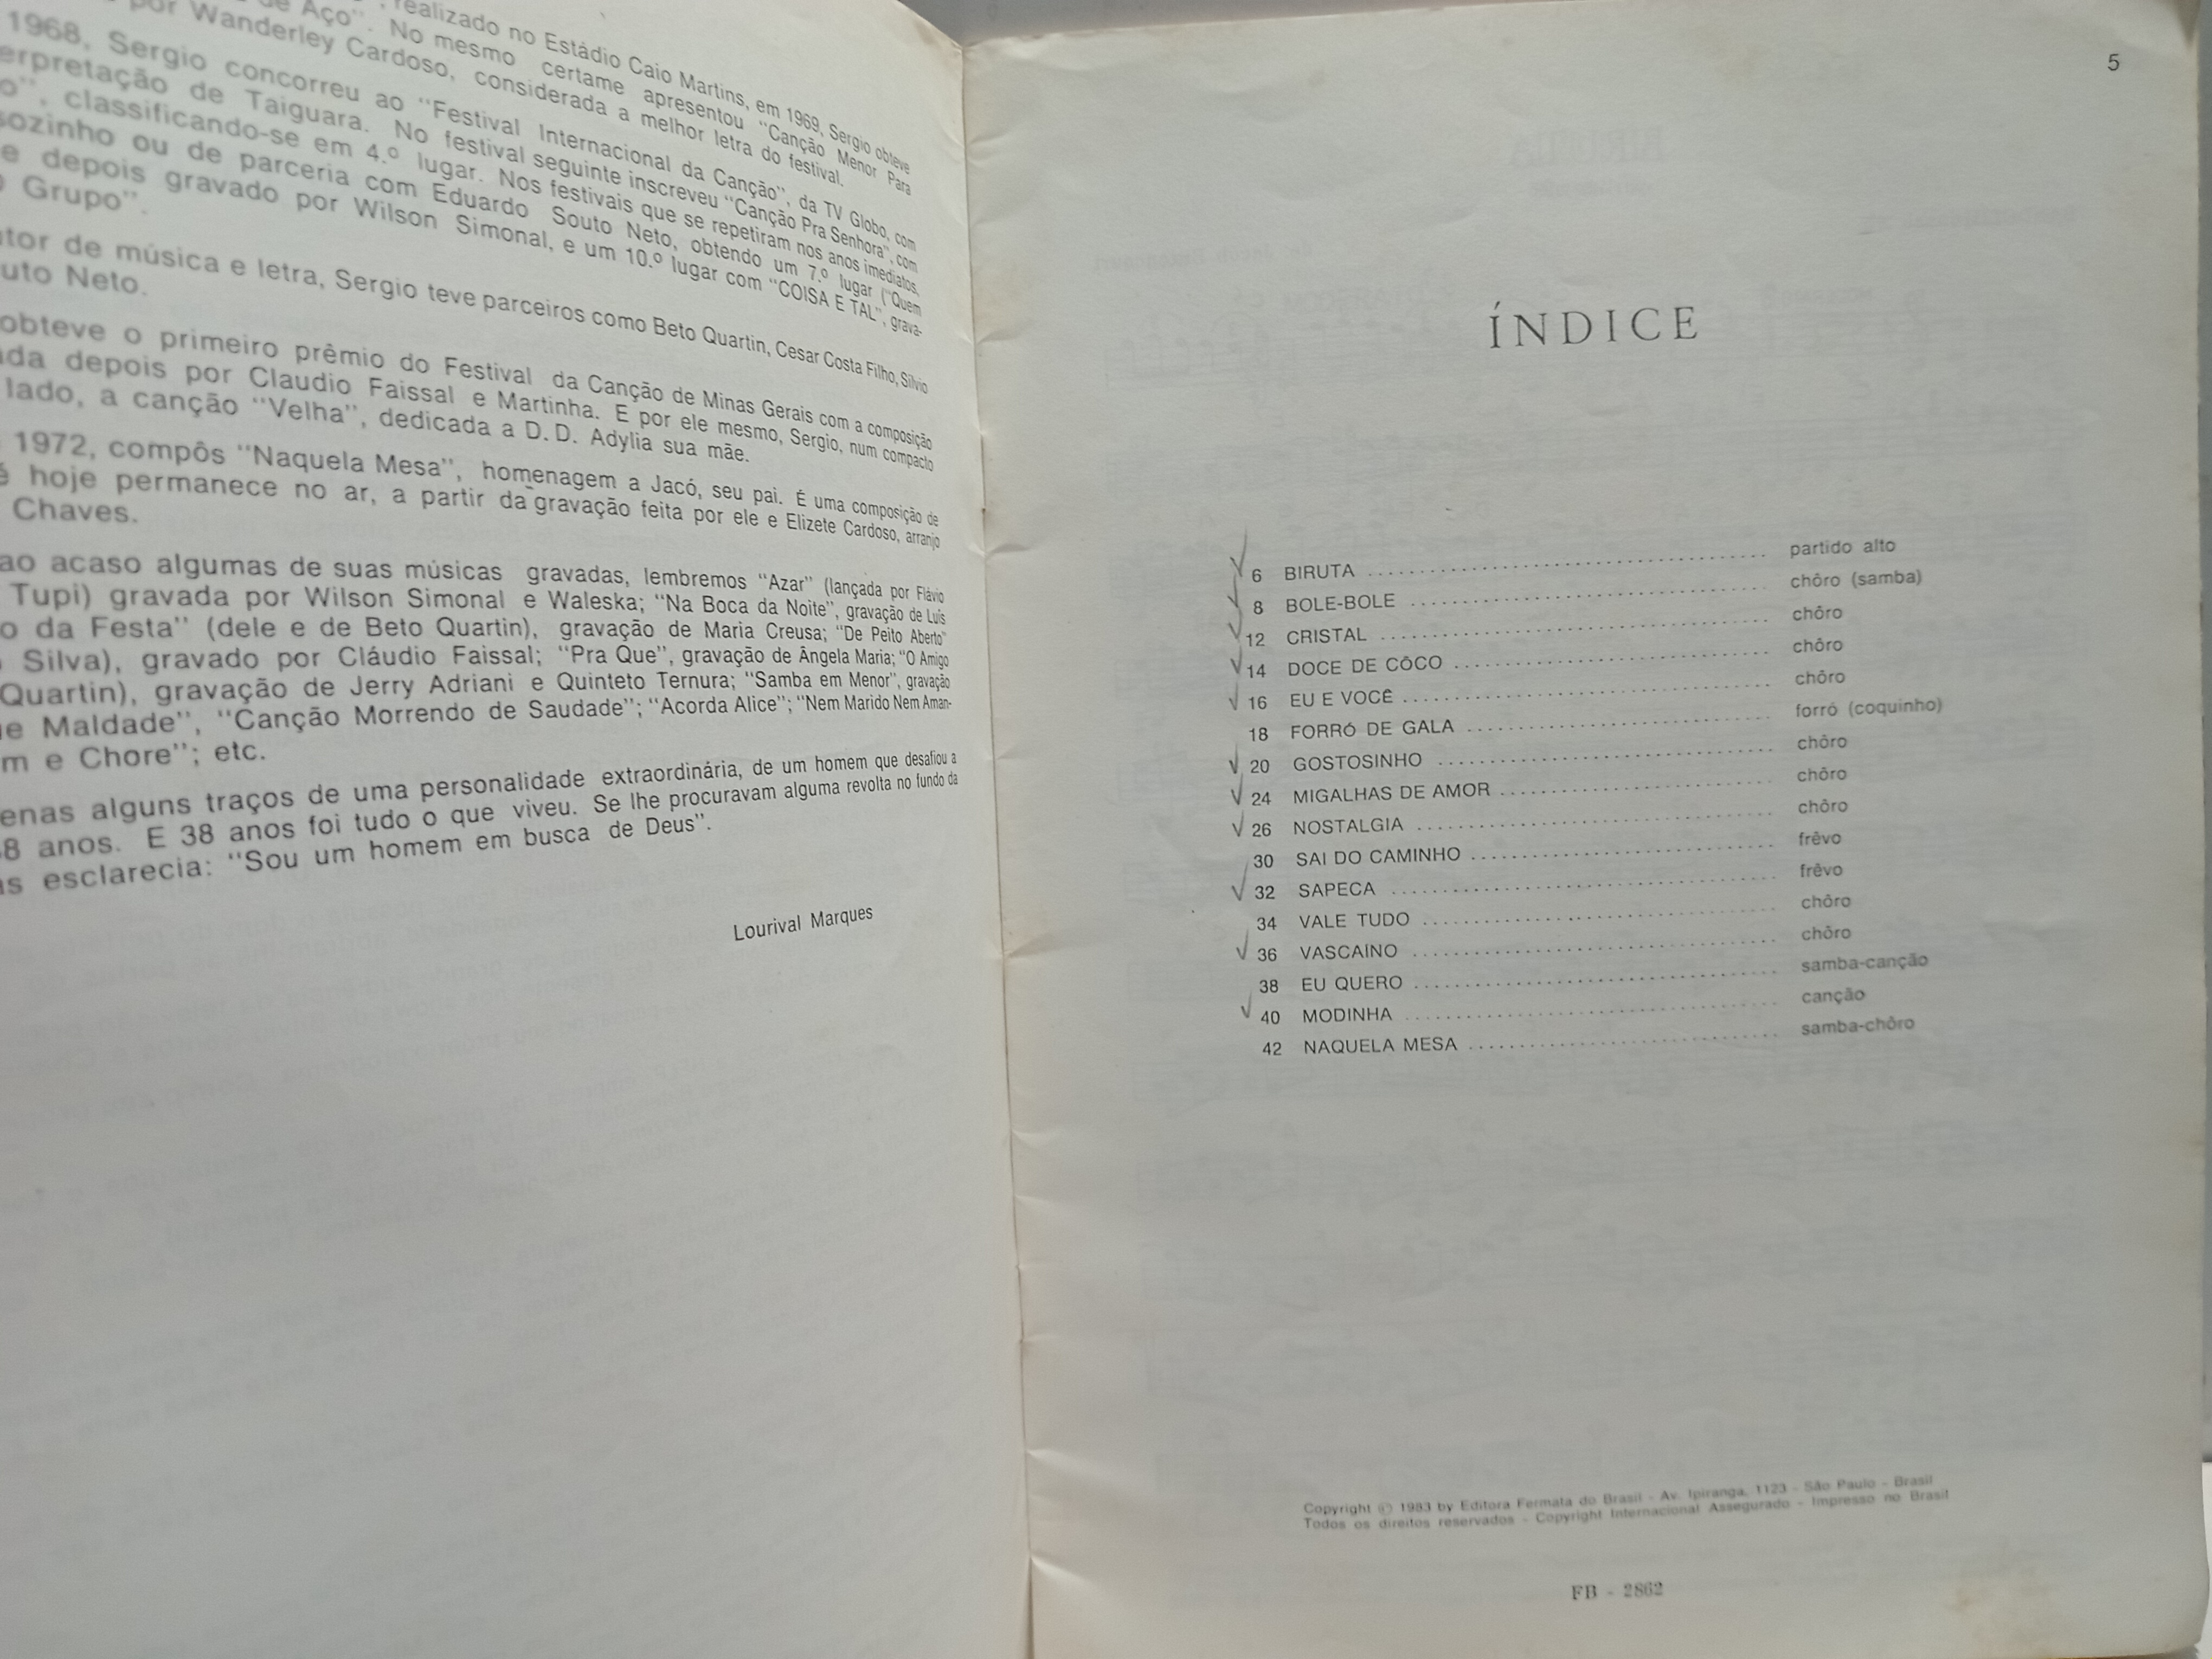 realizado no Estádio Caio Martins, em 1969, Sergio obteve
de Aço". No mesmo certame apresentou "Canção Menor Para
por Wanderley Cardoso, considerada a melhor letra do festival.
1968, Sergio concorreu ao "Festival Internacional da Canção", da TV Globo, com
erpretação de Taiguara. No festival seguinte inscreveu "Canção Pra Senhora", com
o", classificando-se em 4.º lugar. Nos festivais que se repetiram nos anos imediatos,
sozinho ou de parceria com Eduardo Souto Neto, obtendo um 7.º lugar ("Quem
e depois gravado por Wilson Simonal, e um 10.º lugar com "COISA E TAL", grava-
O Grupo".
utor de música e letra, Sergio teve parceiros como Beto Quartin, Cesar Costa Filho, Silvio
uto Neto.
obteve o primeiro prêmio do Festival da Canção de Minas Gerais com a composição
da depois por Claudio Faissal e Martinha. E por ele mesmo, Sergio, num compacto
lado, a canção "Velha", dedicada a D.D. Adylia sua mãe.
1972, compôs "Naquela Mesa", homenagem a Jacó, seu pai. É uma composição de
é hoje permanece no ar, a partir da gravação feita por ele e Elizete Cardoso, arranjo
Chaves.
ao acaso algumas de suas músicas gravadas, lembremos "Azar" (lançada por Flávio
Tupi) gravada por Wilson Simonal e Waleska; "Na Boca da Noite", gravação de Luís
o da Festa" (dele e de Beto Quartin), gravação de Maria Creusa; "De Peito Aberto"
Silva), gravado por Cláudio Faissal; "Pra Que", gravação de Ângela Maria; "O Amigo
Quartin), gravação de Jerry Adriani e Quinteto Ternura; "Samba em Menor", gravação
e Maldade", "Canção Morrendo de Saudade"; "Acorda Alice"; "Nem Marido Nem Aman-
m e Chore"; etc.
enas alguns traços de uma personalidade extraordinária, de um homem que desafiou a
8 anos. E 38 anos foi tudo o que viveu. Se lhe procuravam alguma revolta no fundo da
as esclarecia: "Sou um homem em busca de Deus".
Lourival Marques
5
ÍNDICE
6 BIRUTA .......... partido alto
8 BOLE-BOLE .......... chôro (samba)
12 CRISTAL .......... chôro
14 DOCE DE CÔCO .......... chôro
16 EU E VOCÊ .......... chôro
18 FORRÓ DE GALA .......... forró (coquinho)
20 GOSTOSINHO .......... chôro
24 MIGALHAS DE AMOR .......... chôro
26 NOSTALGIA .......... chôro
30 SAI DO CAMINHO .......... frêvo
32 SAPECA .......... frêvo
34 VALE TUDO .......... chôro
36 VASCAÍNO .......... chôro
38 EU QUERO .......... samba-canção
40 MODINHA .......... canção
42 NAQUELA MESA .......... samba-chôro
Copyright © 1983 by Editora Fermata do Brasil - Av. Ipiranga, 1123 - São Paulo - Brasil
Todos os direitos reservados - Copyright Internacional Assegurado - Impresso no Brasil
FB - 2862